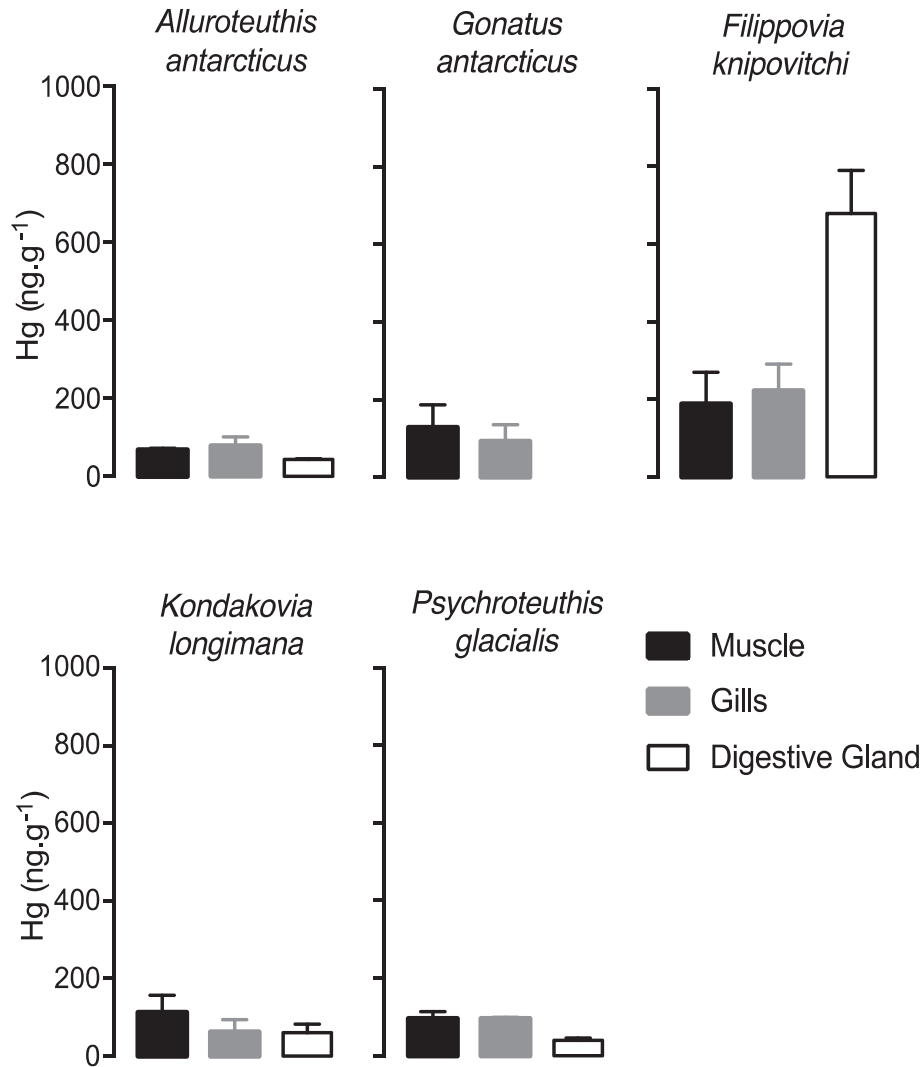 Alluroteuthis
antarcticus
Gonatus
antarcticus
Filippovia
knipovitchi
Hg (ng.g⁻¹)
1000
800
600
400
200
0
Kondakovia
longimana
Psychroteuthis
glacialis
Hg (ng.g⁻¹)
1000
800
600
400
200
0
Muscle
Gills
Digestive Gland